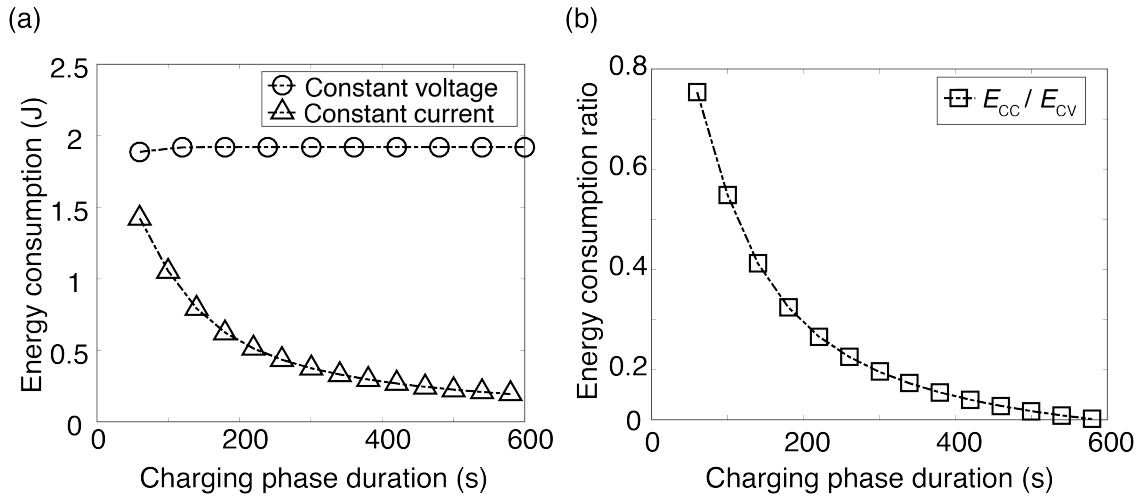 (a)
Energy consumption (J)
2.5
2
1.5
1
0.5
0
0
200
400
600
Charging phase duration (s)
Constant voltage
Constant current
(b)
Energy consumption ratio
0.8
0.6
0.4
0.2
0
0
200
400
600
Charging phase duration (s)
E_CC / E_CV